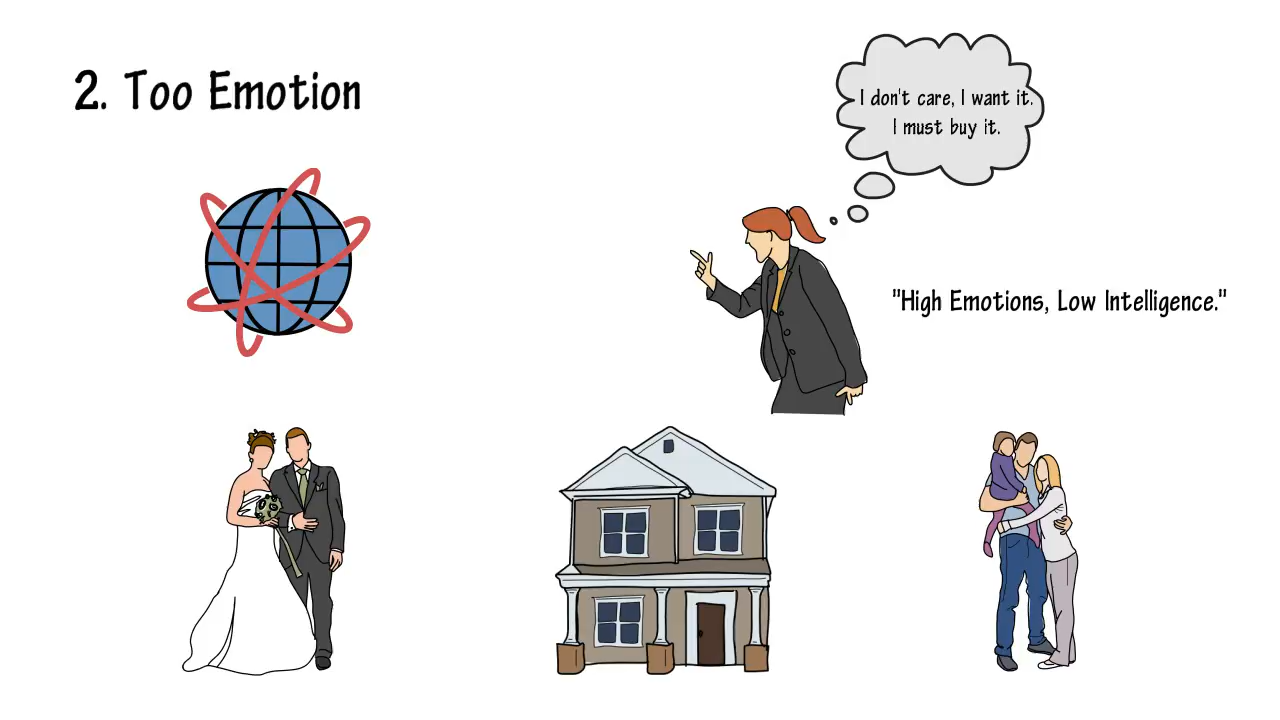 2. Too Emotion
I don't care, I want it.
I must buy it.
"High Emotions, Low Intelligence."